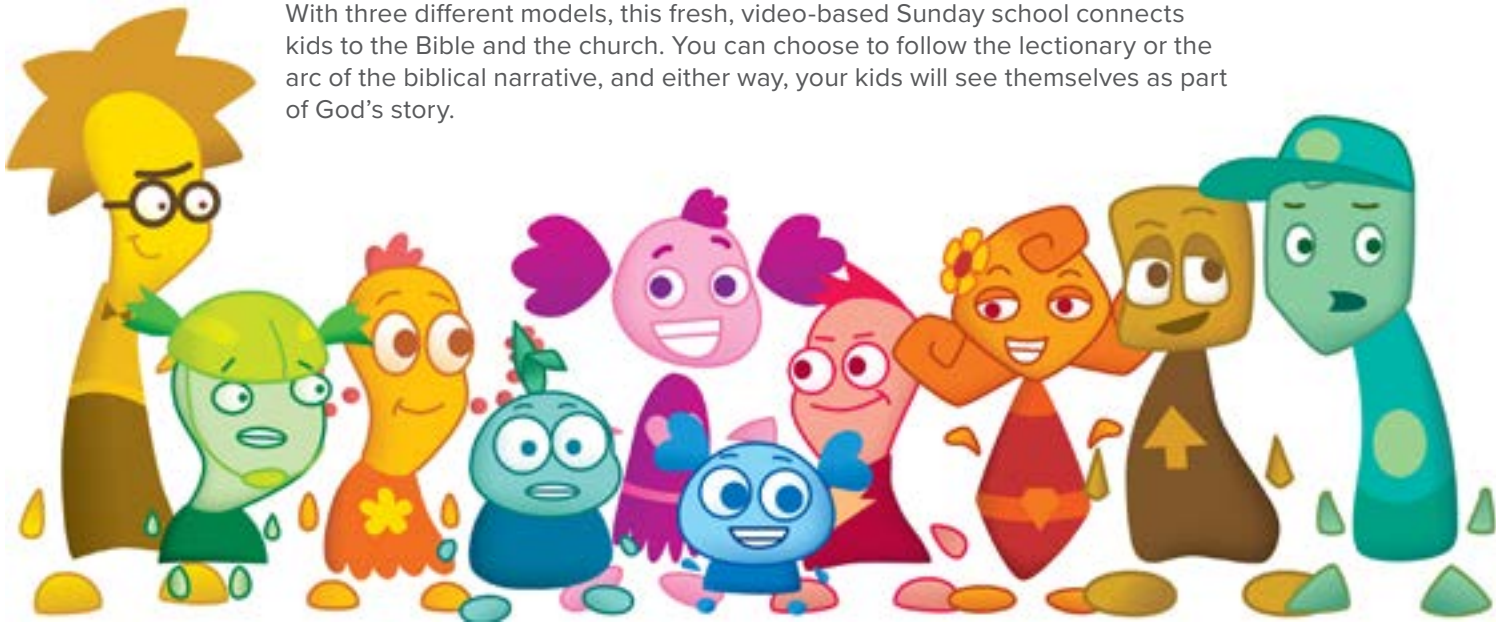 With three different models, this fresh, video-based Sunday school connects
kids to the Bible and the church. You can choose to follow the lectionary or the
arc of the biblical narrative, and either way, your kids will see themselves as part
of God’s story.